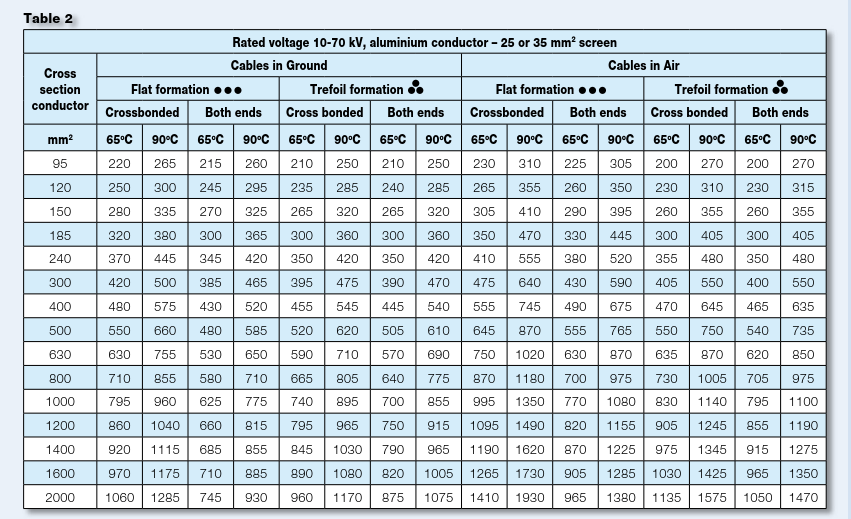 Table 2
Rated voltage 10-70 kV, aluminium conductor – 25 or 35 mm² screen
Cross section conductor
Cables in Ground Cables in Air
Flat formation ●●● Trefoil formation Flat formation ●●● Trefoil formation
Crossbonded Both ends Cross bonded Both ends Crossbonded Both ends Cross bonded Both ends
mm² 65ºC 90ºC 65ºC 90ºC 65ºC 90ºC 65ºC 90ºC 65ºC 90ºC 65ºC 90ºC 65ºC 90ºC 65ºC 90ºC
95 220 265 215 260 210 250 210 250 230 310 225 305 200 270 200 270
120 250 300 245 295 235 285 240 285 265 355 260 350 230 310 230 315
150 280 335 270 325 265 320 265 320 305 410 290 395 260 355 260 355
185 320 380 300 365 300 360 300 360 350 470 330 445 300 405 300 405
240 370 445 345 420 350 420 350 420 410 555 380 520 355 480 350 480
300 420 500 385 465 395 475 390 470 475 640 430 590 405 550 400 550
400 480 575 430 520 455 545 445 540 555 745 490 675 470 645 465 635
500 550 660 480 585 520 620 505 610 645 870 555 765 550 750 540 735
630 630 755 530 650 590 710 570 690 750 1020 630 870 635 870 620 850
800 710 855 580 710 665 805 640 775 870 1180 700 975 730 1005 705 975
1000 795 960 625 775 740 895 700 855 995 1350 770 1080 830 1140 795 1100
1200 860 1040 660 815 795 965 750 915 1095 1490 820 1155 905 1245 855 1190
1400 920 1115 685 855 845 1030 790 965 1190 1620 870 1225 975 1345 915 1275
1600 970 1175 710 885 890 1080 820 1005 1265 1730 905 1285 1030 1425 965 1350
2000 1060 1285 745 930 960 1170 875 1075 1410 1930 965 1380 1135 1575 1050 1470